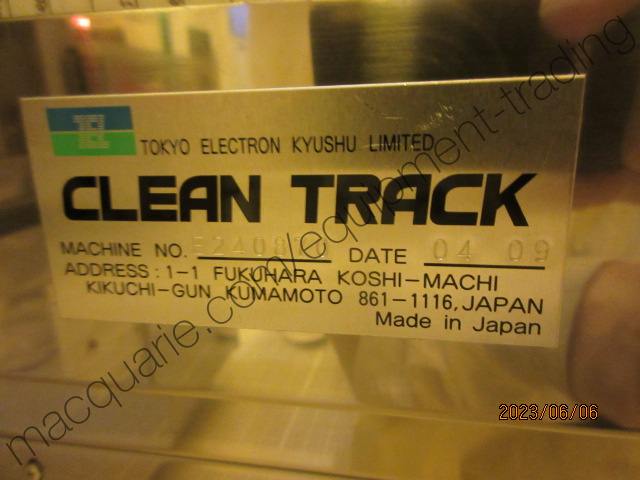 TEL
TOKYO ELECTRON KYUSHU LIMITED
CLEAN TRACK
MACHINE NO. E240870 DATE 04 09
ADDRESS : 1-1 FUKUHARA KOSHI-MACHI
KIKUCHI-GUN KUMAMOTO 861-1116, JAPAN
Made in Japan
2023/06/06
macquarie.com/equipment-trading